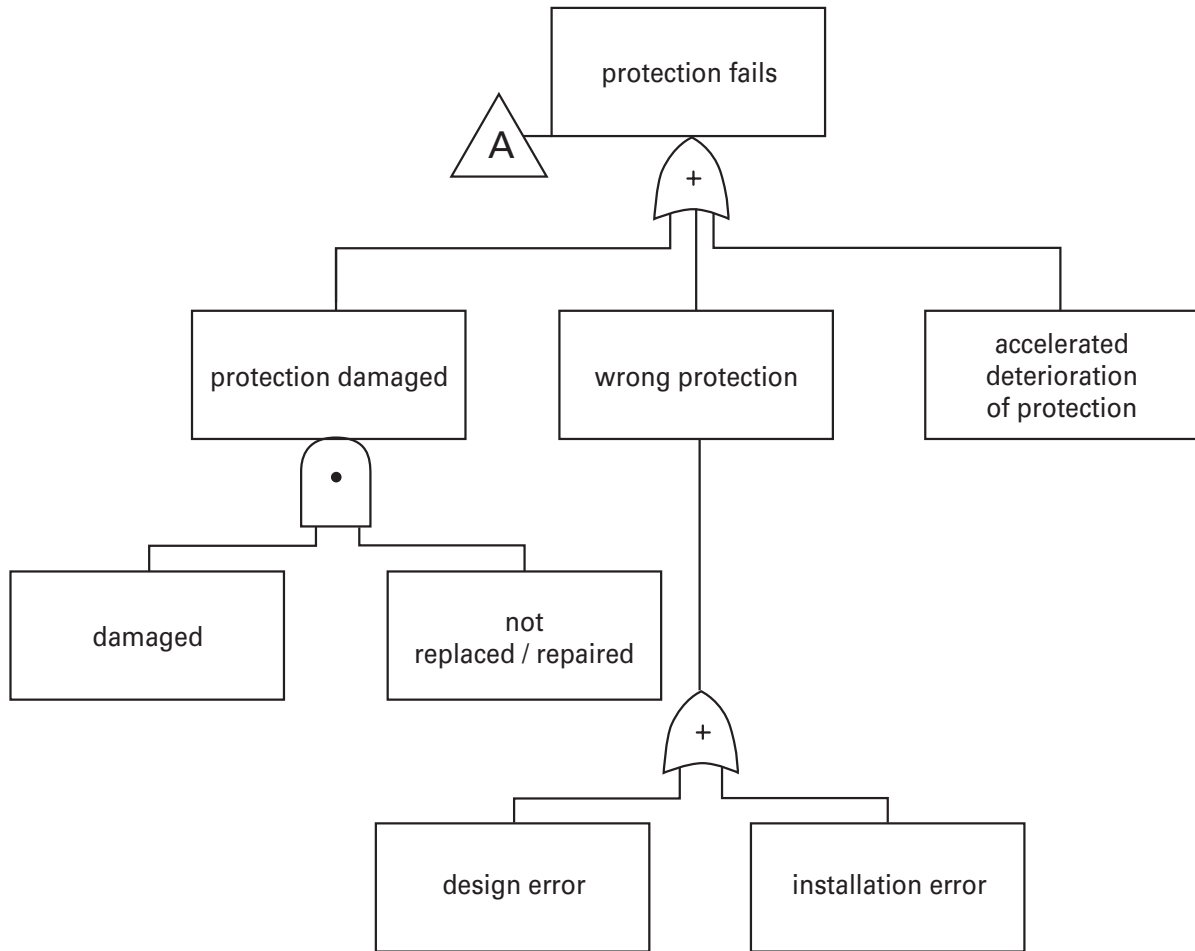 protection fails
A
+
protection damaged
wrong protection
accelerated
deterioration
of protection
•
damaged
not
replaced / repaired
+
design error
installation error